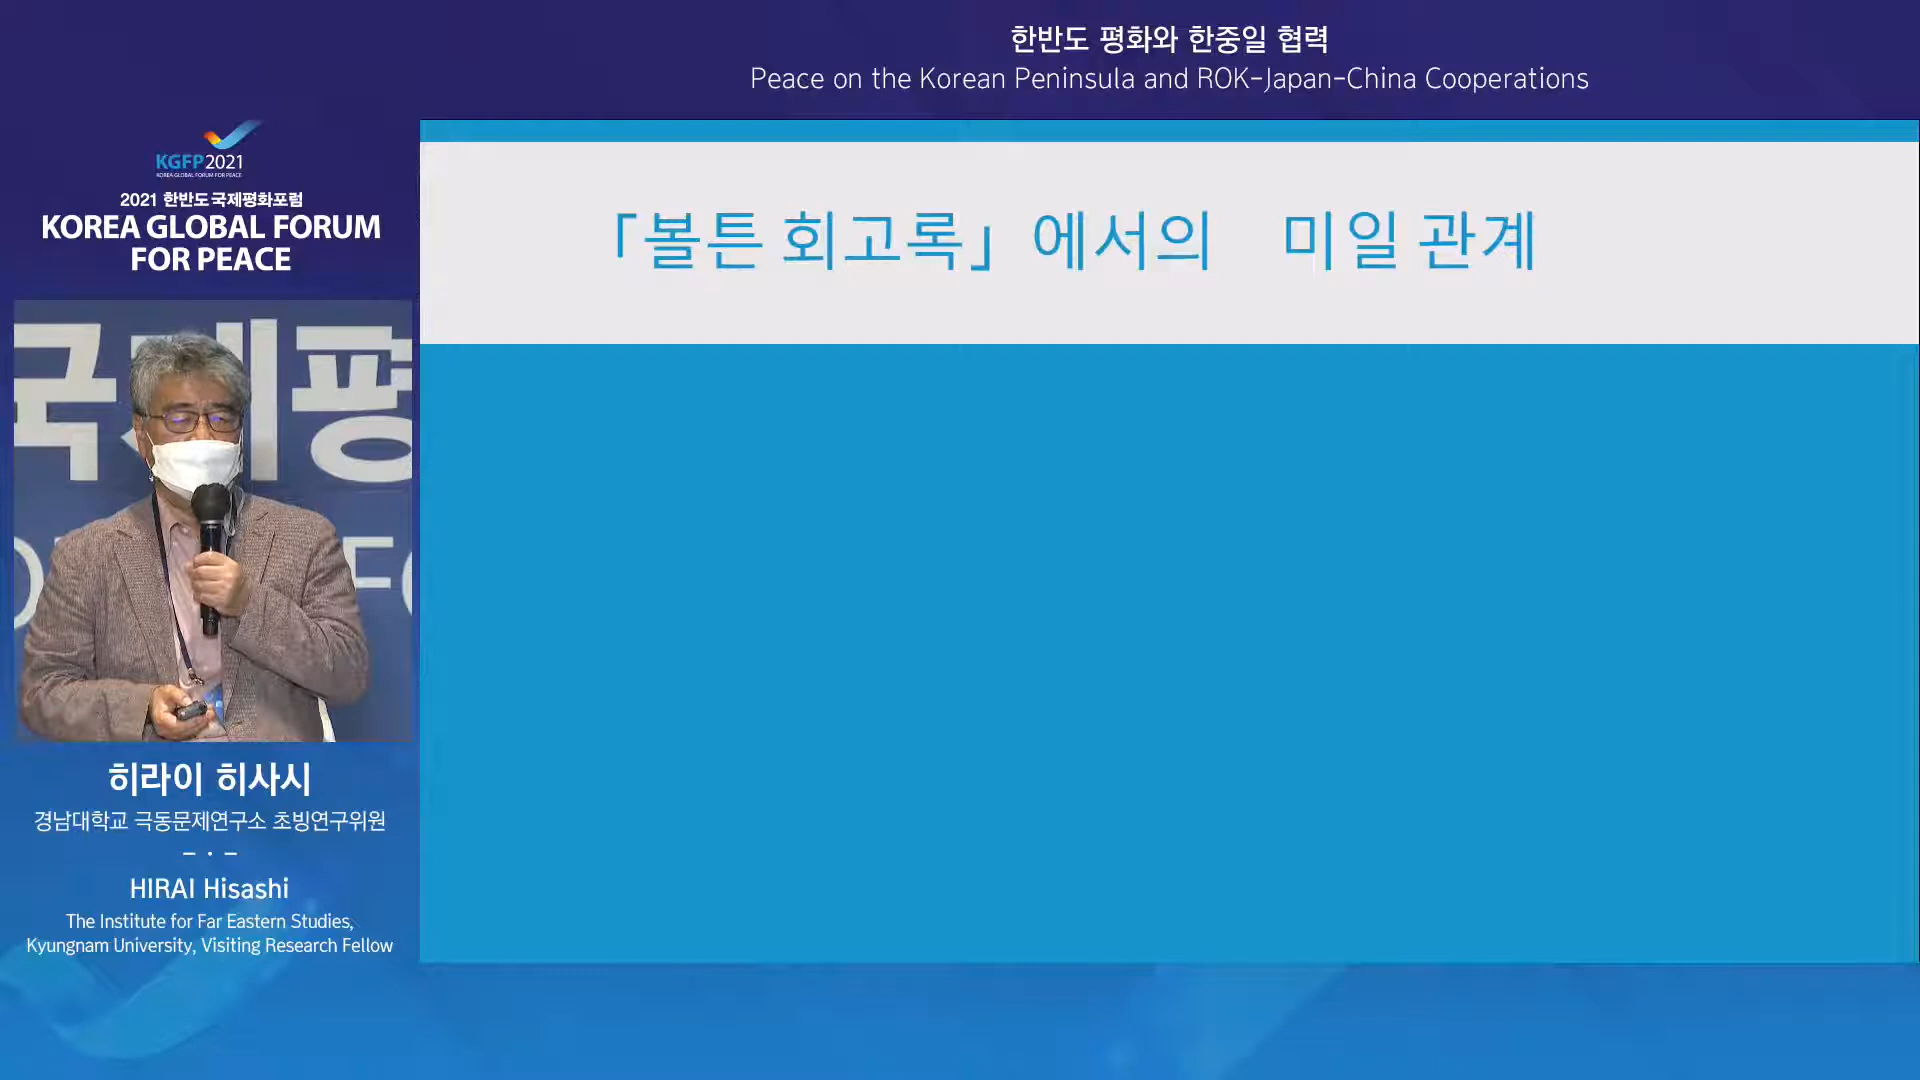 한반도 평화와 한중일 협력
Peace on the Korean Peninsula and ROK-Japan-China Cooperations
KGFP2021
KOREA GLOBAL FORUM FOR PEACE
2021 한반도국제평화포럼
KOREA GLOBAL FORUM
FOR PEACE
「볼튼 회고록」에서의 미일 관계
국제평
히라이 히사시
경남대학교 극동문제연구소 초빙연구위원
HIRAI Hisashi
The Institute for Far Eastern Studies,
Kyungnam University, Visiting Research Fellow